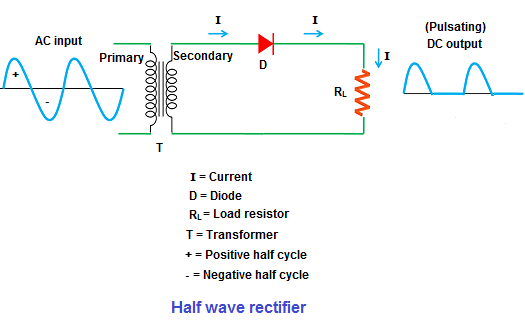 AC input
+
-
Primary
Secondary
T
I
D
I
I
RL
(Pulsating)
DC output
I = Current
D = Diode
RL = Load resistor
T = Transformer
+ = Positive half cycle
- = Negative half cycle
Half wave rectifier